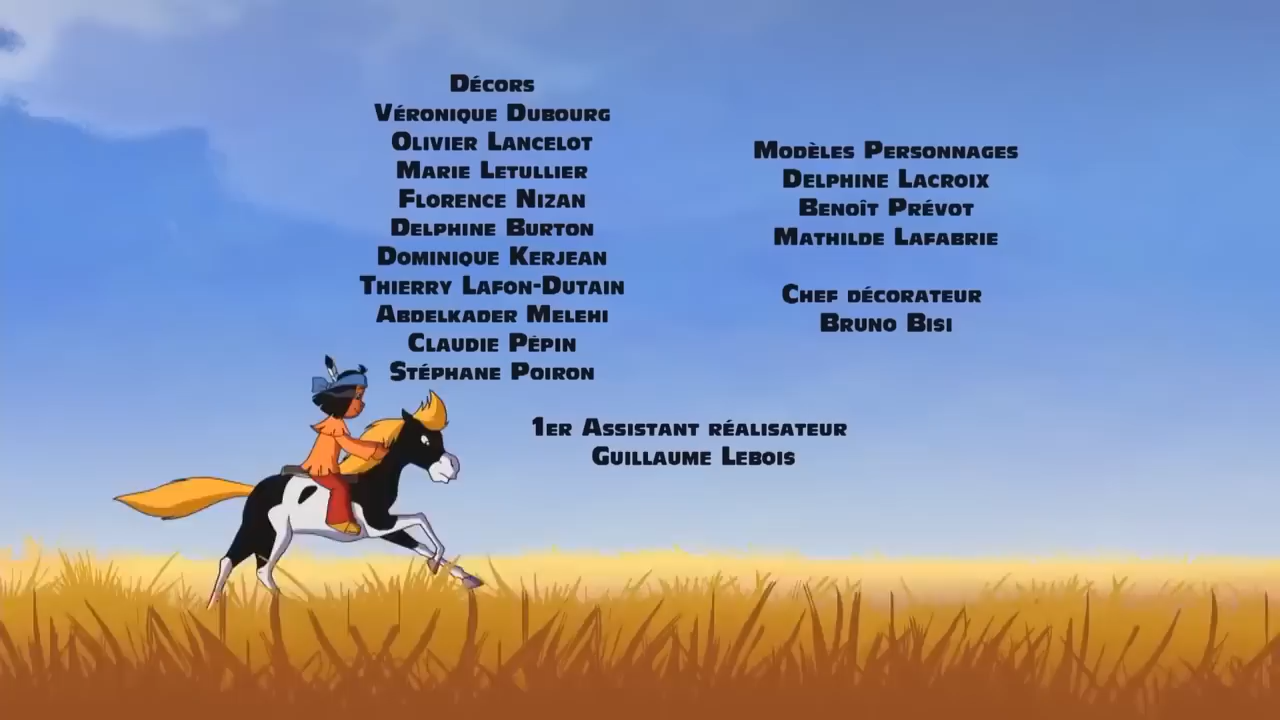 Décors
Véronique Dubourg
Olivier Lancelot
Marie Letullier
Florence Nizan
Delphine Burton
Dominique Kerjean
Thierry Lafon-Dutain
Abdelkader Melehi
Claudie Pépin
Stéphane Poiron
Modèles Personnages
Delphine Lacroix
Benoît Prévot
Mathilde Lafabrie
Chef décorateur
Bruno Bisi
1er Assistant réalisateur
Guillaume Lebois